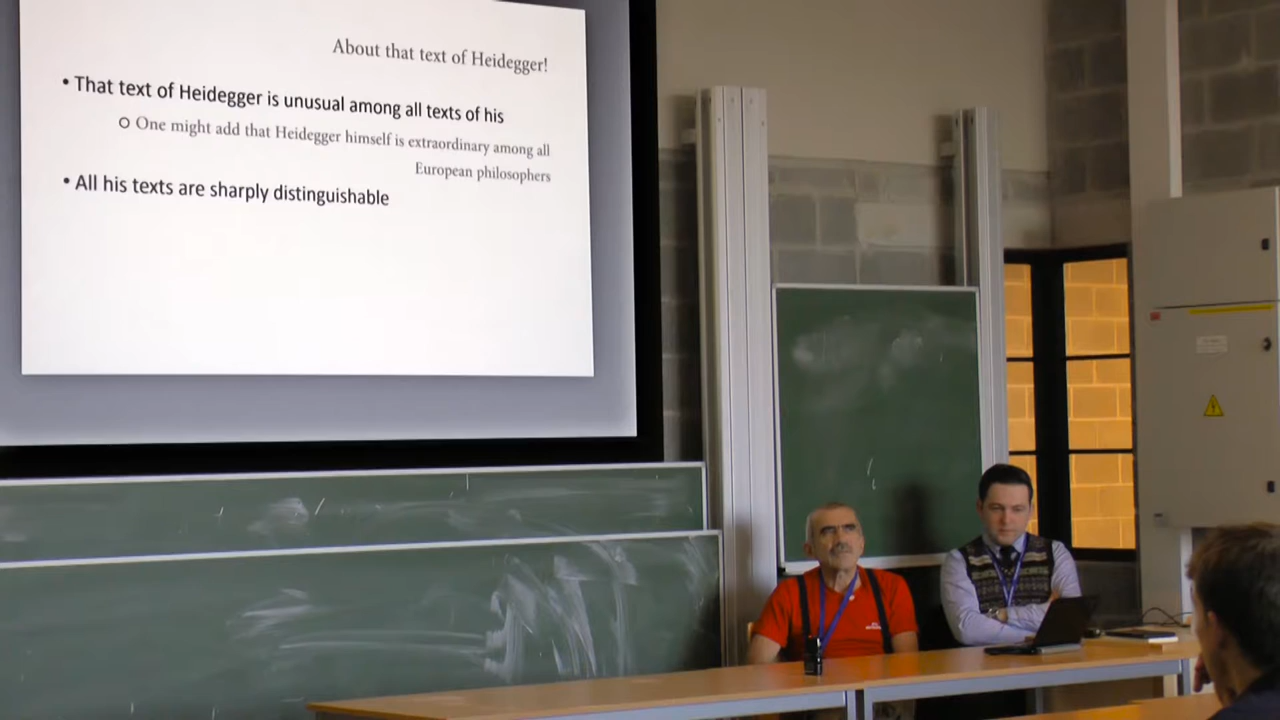 About that text of Heidegger!
• That text of Heidegger is unusual among all texts of his
o One might add that Heidegger himself is extraordinary among all
European philosophers
• All his texts are sharply distinguishable